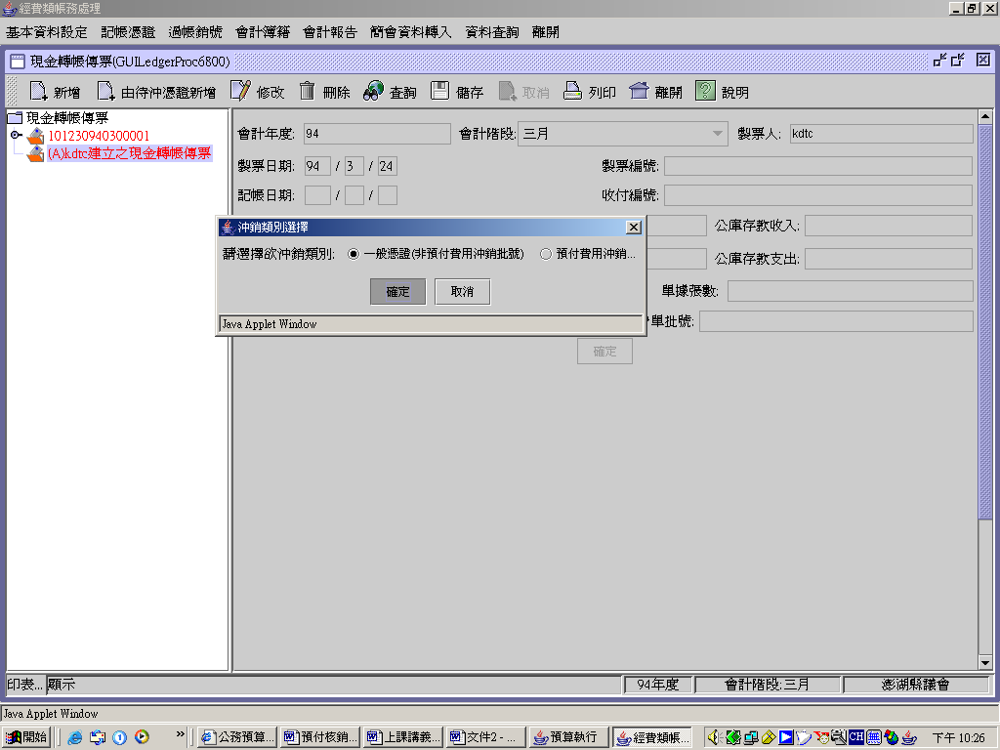 經費類帳務處理
基本資料設定 記帳憑證 過帳銷號 會計簿籍 會計報告 簡會資料轉入 資料查詢 離開
現金轉帳傳票(GUILedgerProc6800)
新增 由待沖憑證新增 修改 刪除 查詢 儲存 取消 列印 離開 說明
現金轉帳傳票
101230940300001
(A)kdtc建立之現金轉帳傳票
會計年度: 94 會計階段: 三月 製票人: kdtc
製票日期: 94 / 3 / 24 製票編號:
記帳日期: / / 收付編號:
公庫存款收入:
公庫存款支出:
單據張數:
單批號:
確定
沖銷類別選擇
請選擇欲沖銷類別: 一般憑證(非預付費用沖銷批號) 預付費用沖銷...
確定 取消
Java Applet Window
印表... 顯示 94年度 會計階段:三月 澎湖縣議會
Java Applet Window
開始 » 公務預算... 預付核銷... 上課講義... 文件2 - ... 預算執行 經費類帳... CH 下午 10:26